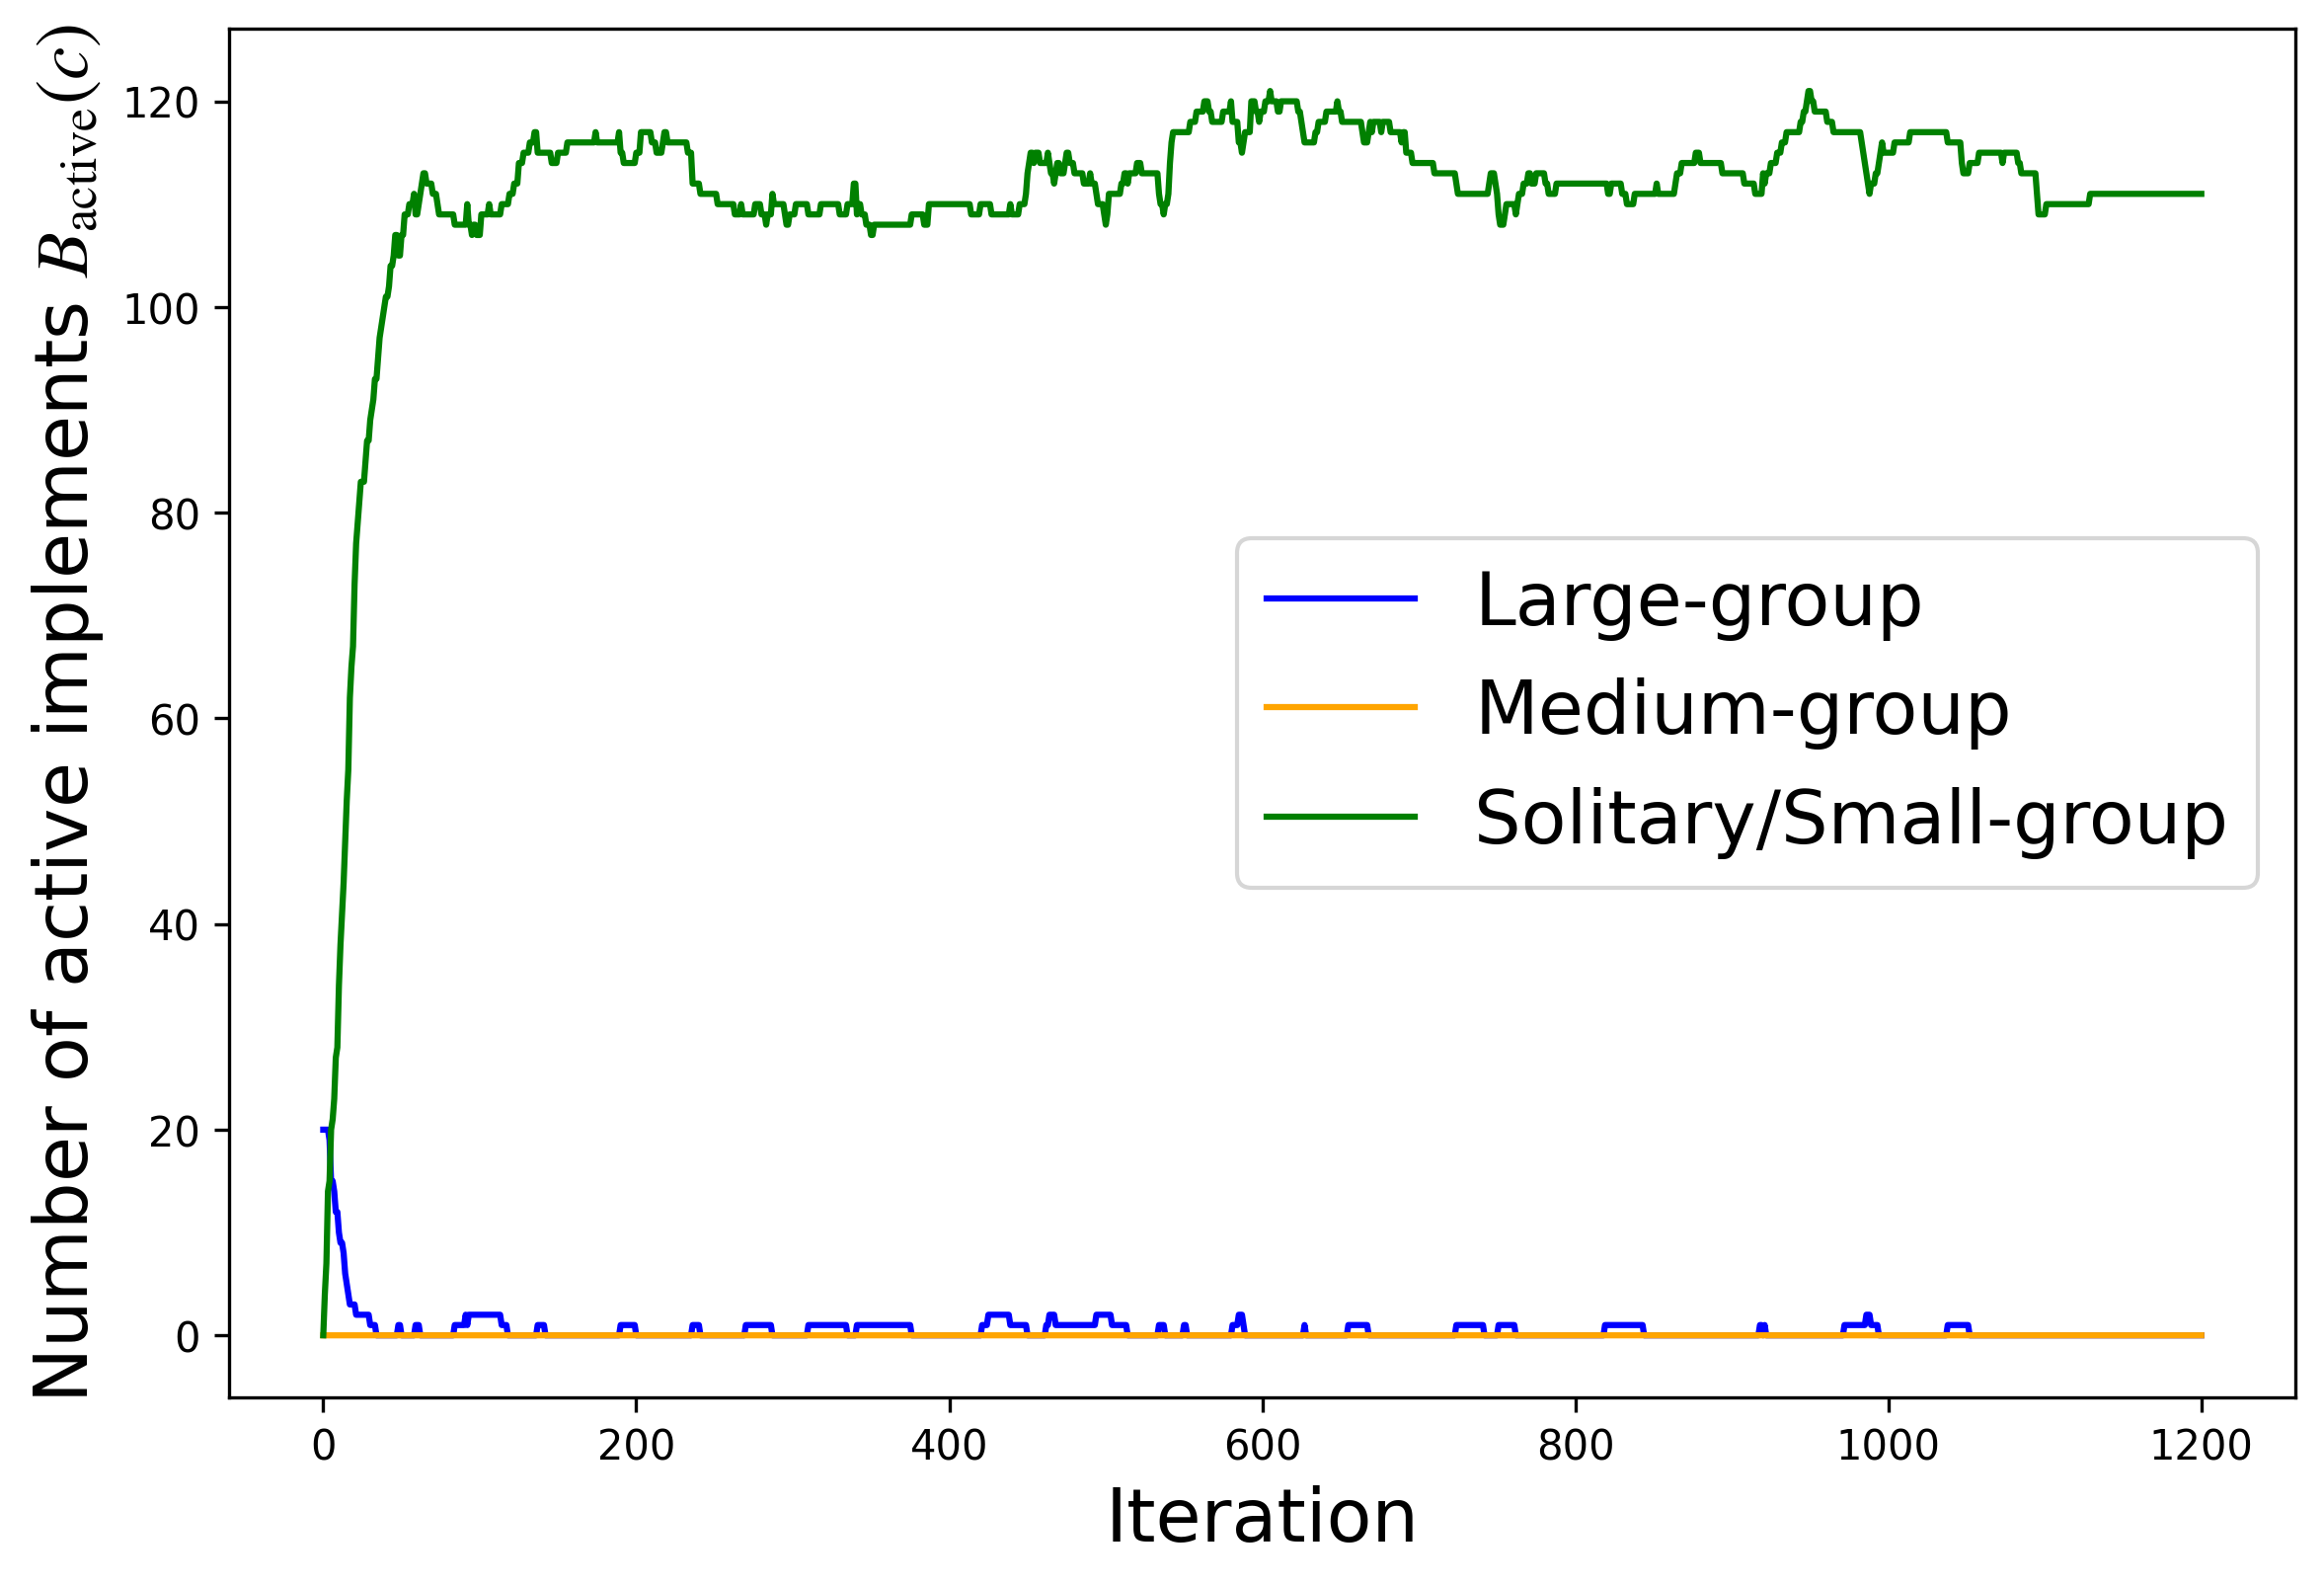 Number of active implements B_active(c)
120
100
80
60
40
20
0
Large-group
Medium-group
Solitary/Small-group
0 200 400 600 800 1000 1200
Iteration